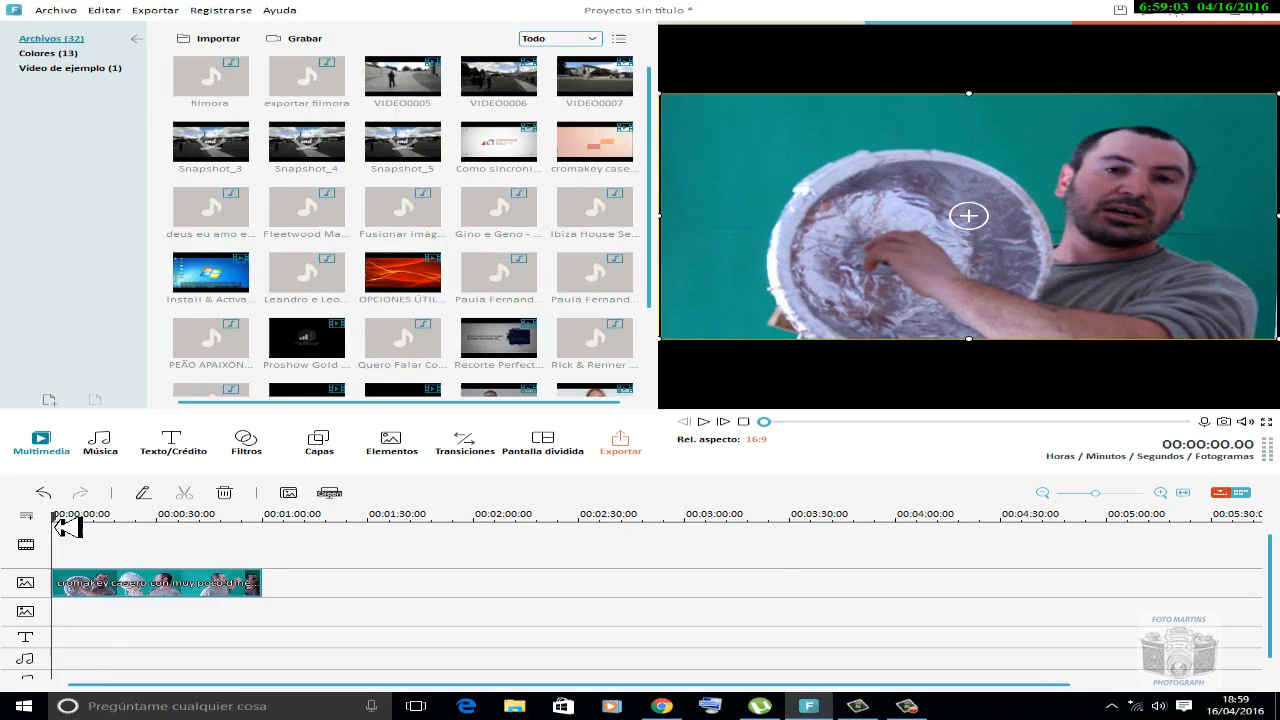 Archivo Editar Exportar Registrarse Ayuda
Proyecto sin título *
6:59:03 04/16/2016
Archivos (32)
Colores (13)
Vídeo de ejemplo (1)
Importar Grabar Todo
filmora exportar filmora VIDEO0005 VIDEO0006 VIDEO0007
Snapshot_3 Snapshot_4 Snapshot_5 Como sincroni... cromakey case...
deus eu amo e... Fleetwood Ma... Fusionar imág... Gino e Geno - ... Ibiza House Se...
Install & Activa... Leandro e Leo... OPCIONES ÚTIL... Paula Fernand... Paula Fernand...
PEÃO APAIXON... Proshow Gold ... Quero Falar Co... Recorte Perfect... Rick & Renner ...
Rel. aspecto: 16:9
00:00:00.00
Horas / Minutos / Segundos / Fotogramas
Multimedia Música Texto/Crédito Filtros Capas Elementos Transiciones Pantalla dividida Exportar
00:00:00:00 00:00:30:00 00:01:00:00 00:01:30:00 00:02:00:00 00:02:30:00 00:03:00:00 00:03:30:00 00:04:00:00 00:04:30:00 00:05:00:00 00:05:30:0
cromakey casero con muy poco dine...
FOTO MARTINS
PHOTOGRAPH
Pregúntame cualquier cosa
18:59
16/04/2016